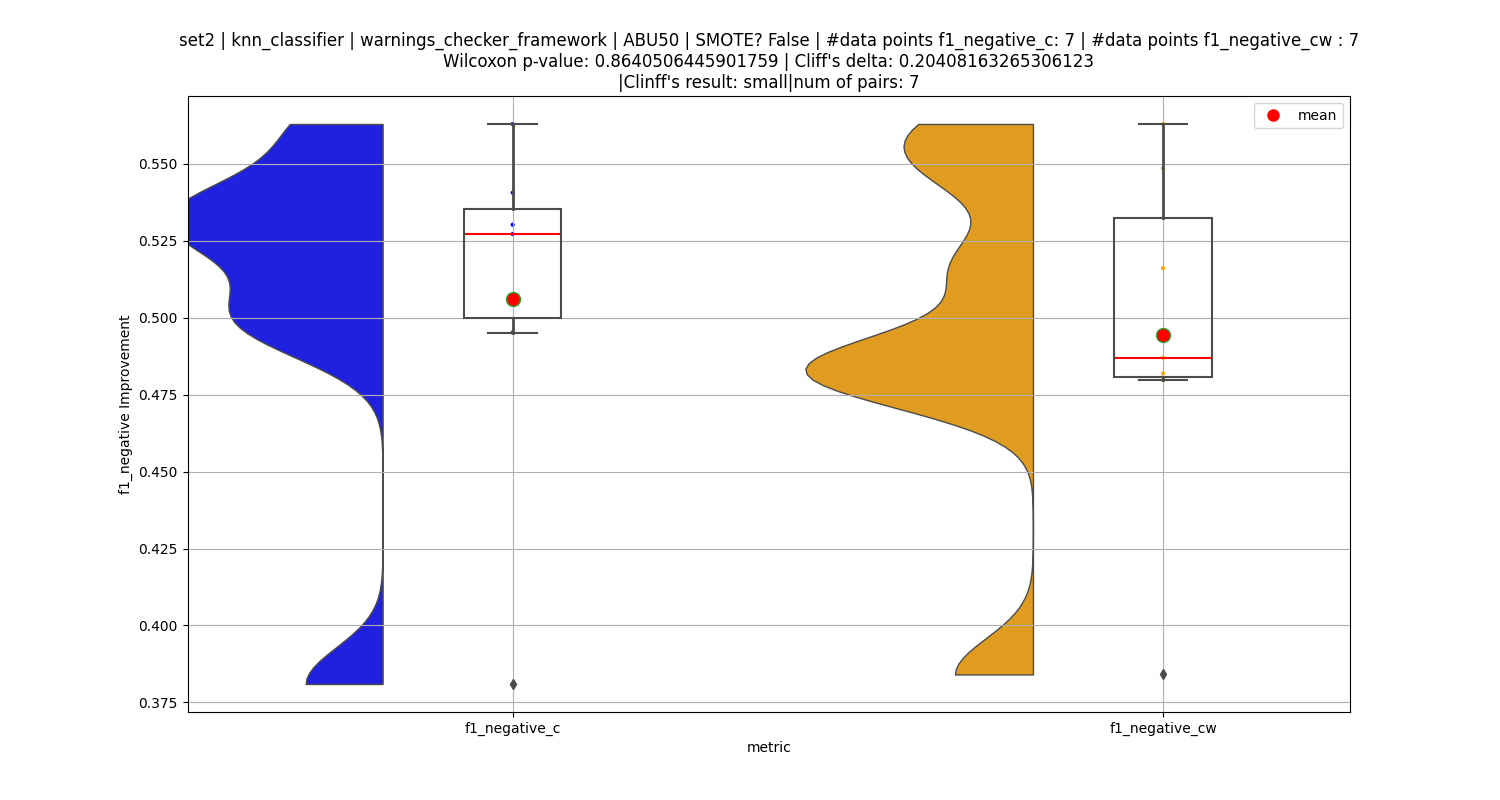 set2 | knn_classifier | warnings_checker_framework | ABU50 | SMOTE? False | #data points f1_negative_c: 7 | #data points f1_negative_cw : 7
Wilcoxon p-value: 0.8640506445901759 | Cliff's delta: 0.20408163265306123
|Clinff's result: small|num of pairs: 7
mean
0.550
0.525
0.500
0.475
0.450
0.425
0.400
0.375
f1_negative Improvement
f1_negative_c
f1_negative_cw
metric